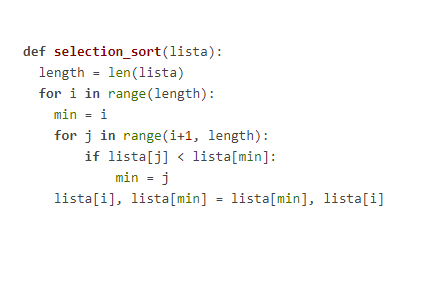 def selection_sort(lista):
  length = len(lista)
  for i in range(length):
    min = i
    for j in range(i+1, length):
        if lista[j] < lista[min]:
            min = j
    lista[i], lista[min] = lista[min], lista[i]